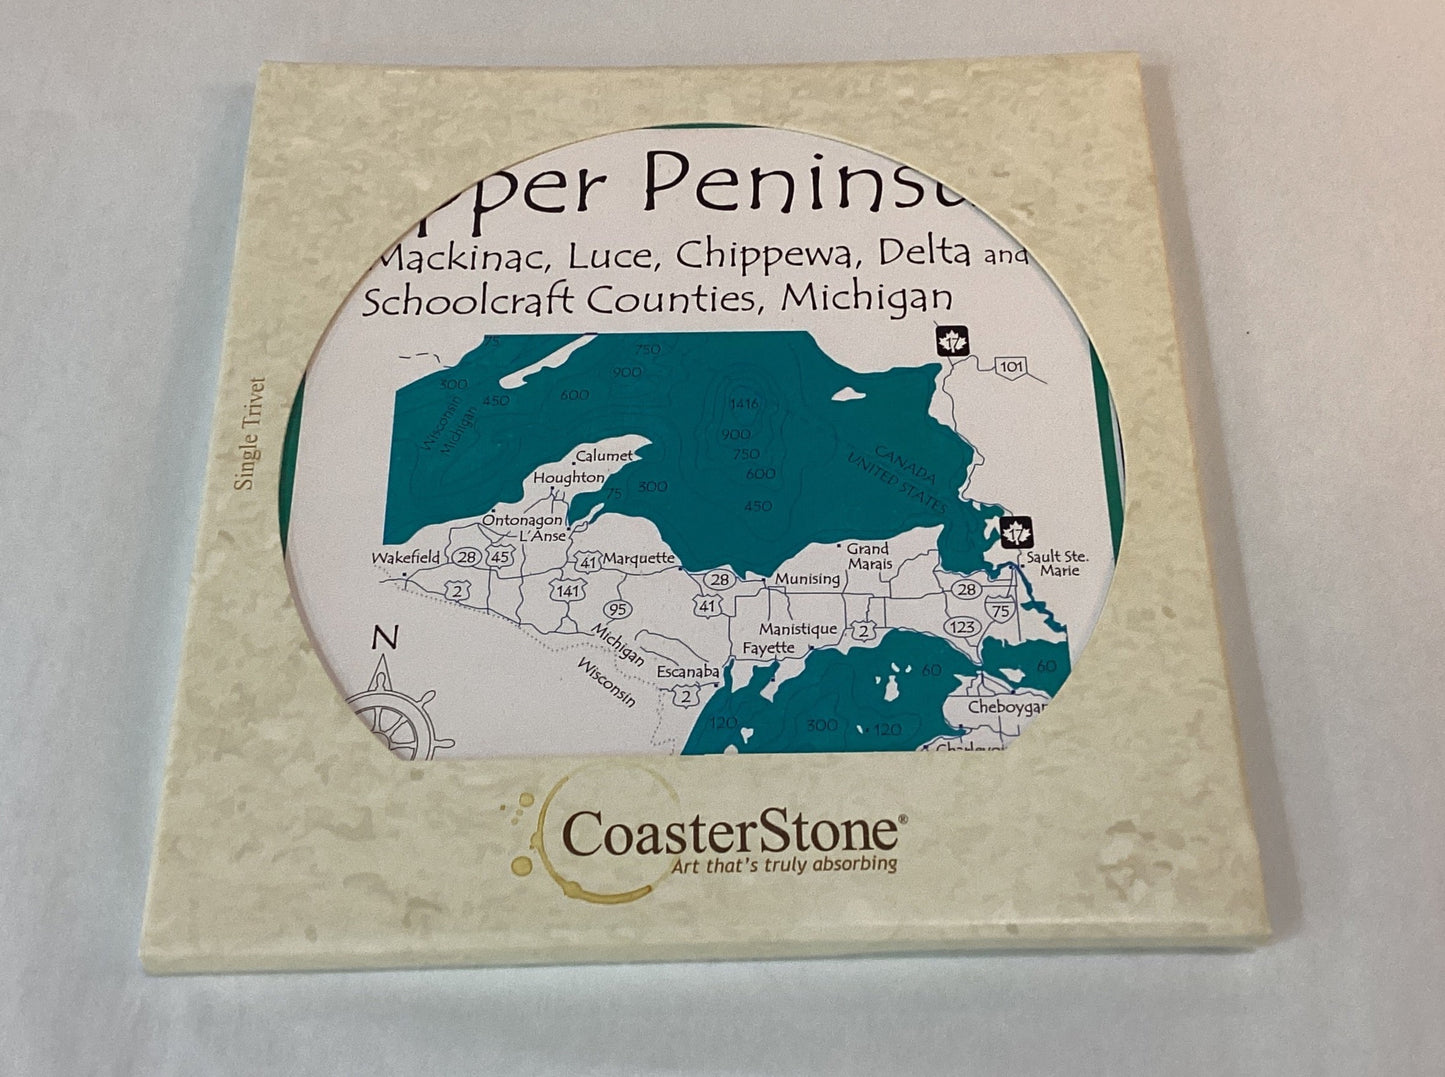 pper Penins
Mackinac, Luce, Chippewa, Delta and
Schoolcraft Counties, Michigan
17
101
75
750
900
300
450
600
1416
Wisconsin
Michigan
900
750
600
450
CANADA
UNITED STATES
Calumet
Houghton
75
300
Ontonagon
L'Anse
17
Wakefield
28
45
41
Marquette
Grand
Marais
Sault Ste.
Marie
2
141
95
28
41
Munising
28
75
123
Manistique
2
Fayette
Michigan
Wisconsin
Escanaba
2
60
60
Cheboygan
120
300
120
N
Single Trivet
CoasterStone®
Art that's truly absorbing